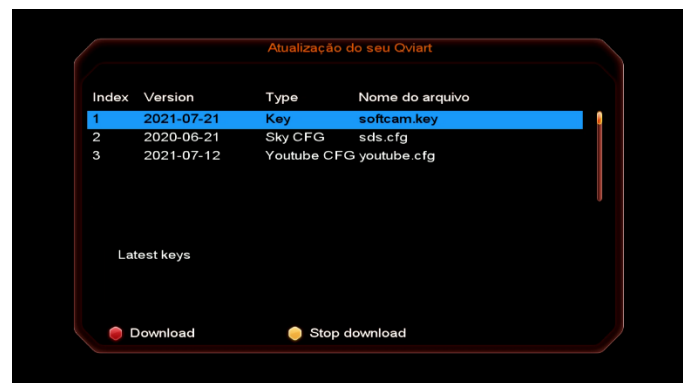 Atualização do seu Qviart
Index Version Type Nome do arquivo
1 2021-07-21 Key softcam.key
2 2020-06-21 Sky CFG sds.cfg
3 2021-07-12 Youtube CFG youtube.cfg
Latest keys
Download Stop download